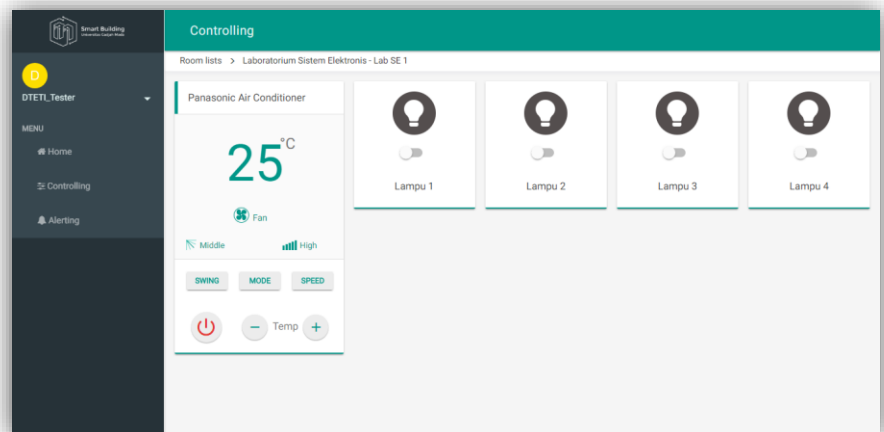 Smart Building
Universitas Gadjah Mada
Controlling
Room lists > Laboratorium Sistem Elektronis - Lab SE 1
D
DTETI_Tester
MENU
Home
Controlling
Alerting
Panasonic Air Conditioner
25°C
Fan
Middle High
SWING MODE SPEED
− Temp +
Lampu 1
Lampu 2
Lampu 3
Lampu 4